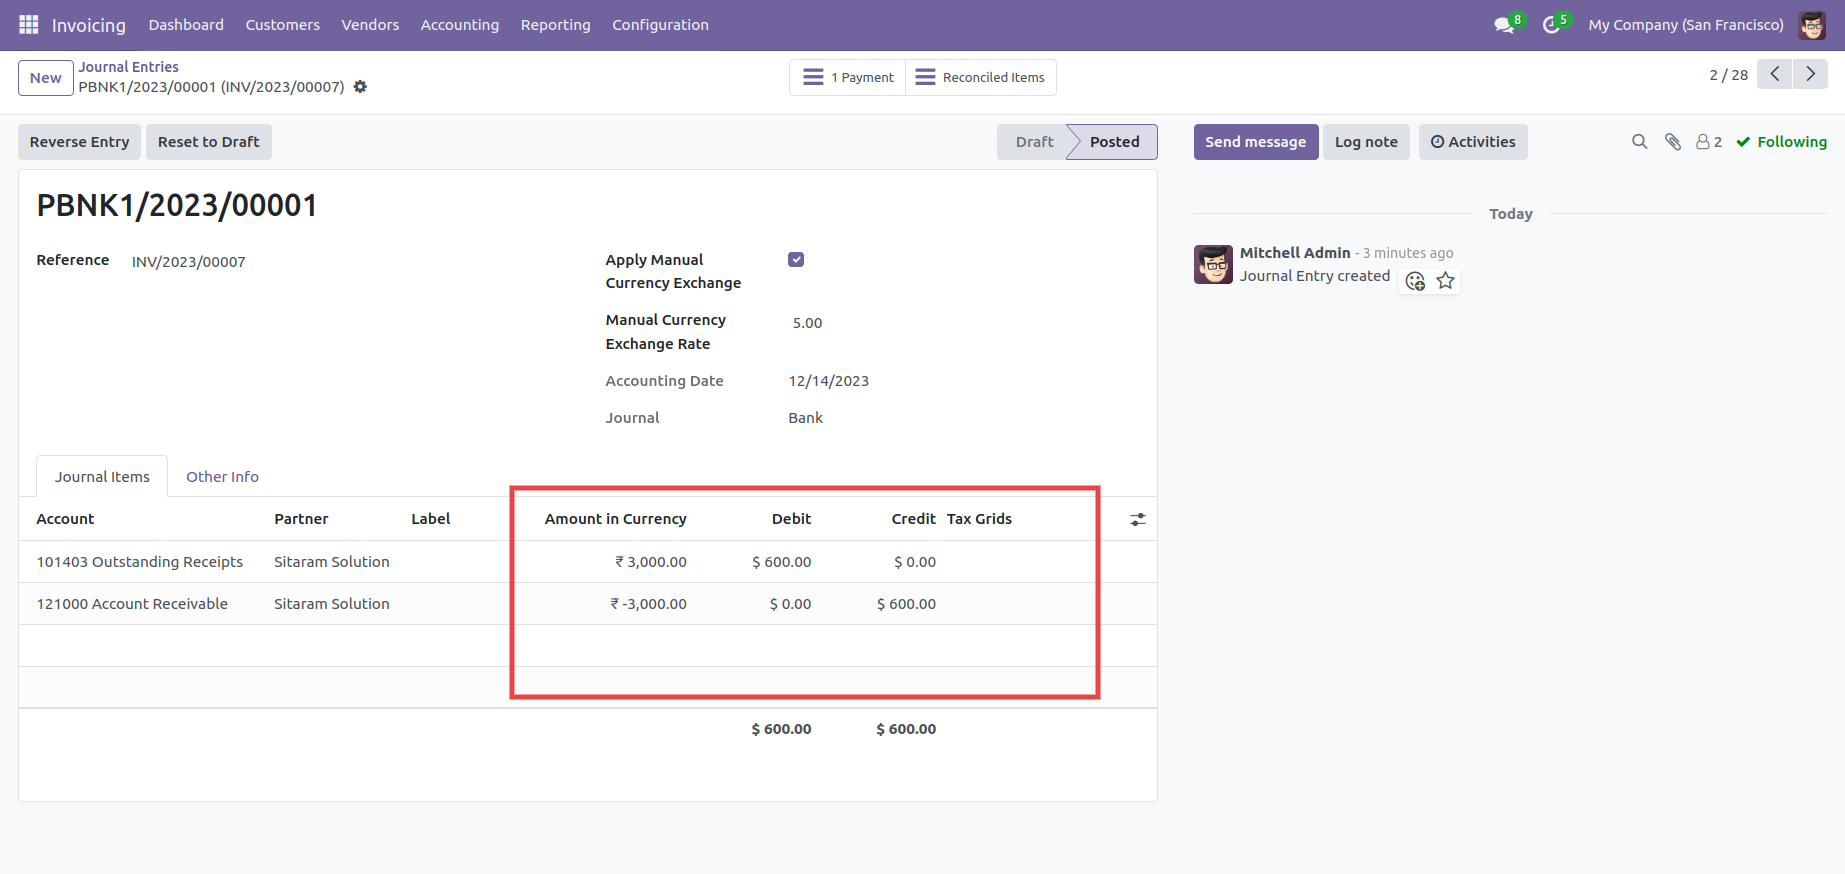 Invoicing Dashboard Customers Vendors Accounting Reporting Configuration 8 5 My Company (San Francisco)
New Journal Entries
PBNK1/2023/00001 (INV/2023/00007)
1 Payment Reconciled Items
2 / 28
Reverse Entry Reset to Draft Draft Posted
Send message Log note Activities 2 Following
PBNK1/2023/00001
Reference INV/2023/00007
Apply Manual
Currency Exchange
Manual Currency
Exchange Rate
5.00
Accounting Date 12/14/2023
Journal Bank
Today
Mitchell Admin - 3 minutes ago
Journal Entry created
Journal Items Other Info
Account Partner Label Amount in Currency Debit Credit Tax Grids
101403 Outstanding Receipts Sitaram Solution ₹ 3,000.00 $ 600.00 $ 0.00
121000 Account Receivable Sitaram Solution ₹ -3,000.00 $ 0.00 $ 600.00
$ 600.00 $ 600.00